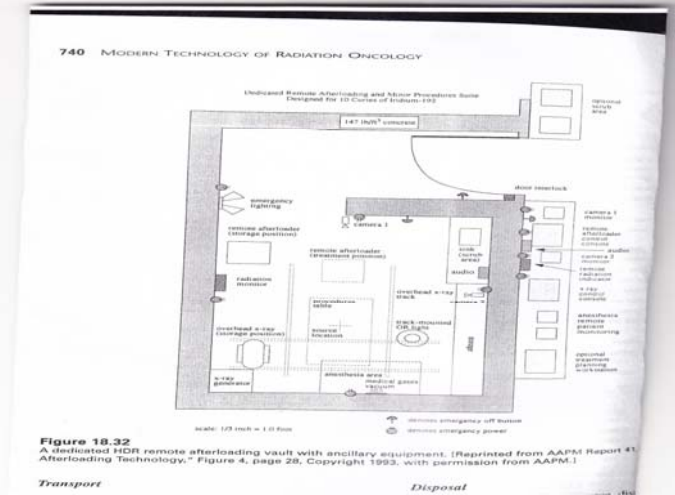 740 MODERN TECHNOLOGY OF RADIATION ONCOLOGY
Dedicated Remote Afterloading and Minor Procedures Suite
Designed for 10 Curies of Iridium-192
optional
scrub
area
147 lb/ft³ concrete
door interlock
emergency
lighting
camera 1
camera 1
monitor
remote afterloader
(storage position)
remote afterloader
(treatment position)
sink
(scrub
area)
remote
afterloader
control
console
audio
camera 2
monitor
audio
radiation
monitor
remote
radiation
indicator
overhead x-ray
track
x-ray
control
console
procedures
table
source
location
track-mounted
OR light
anesthesia
remote
patient
monitoring
overhead x-ray
(storage position)
optional
treatment
planning
workstation
x-ray
generator
anesthesia area
medical gases
vacuum
scale: 1/3 inch = 1.0 foot
denotes emergency off button
denotes emergency power
Figure 18.32
A dedicated HDR remote afterloading vault with ancillary equipment. [Reprinted from AAPM Report 41
Afterloading Technology," Figure 4, page 28, Copyright 1993, with permission from AAPM.]
Transport
Disposal